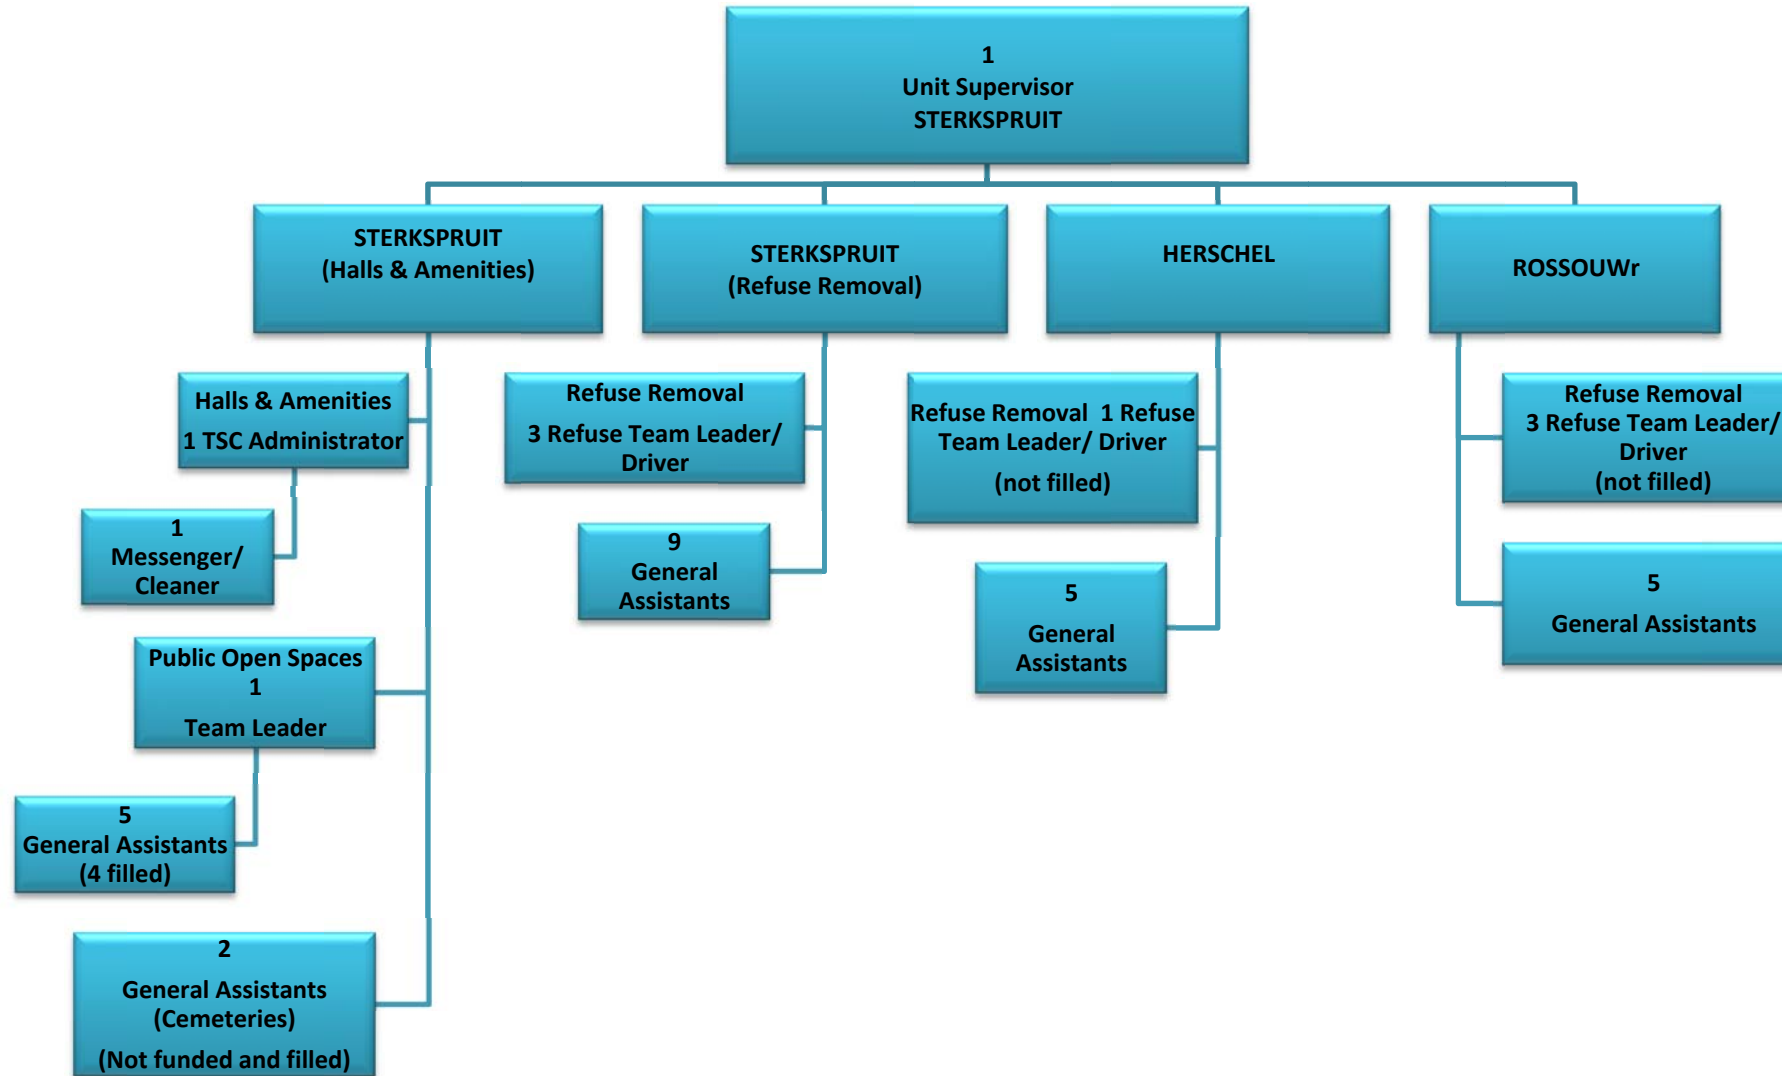 1
Unit Supervisor
STERKSPRUIT
STERKSPRUIT
(Halls & Amenities)
STERKSPRUIT
(Refuse Removal)
HERSCHEL
ROSSOUWr
Halls & Amenities
1 TSC Administrator
1
Messenger/
Cleaner
Public Open Spaces
1
Team Leader
5
General Assistants
(4 filled)
2
General Assistants
(Cemeteries)
(Not funded and filled)
Refuse Removal
3 Refuse Team Leader/
Driver
9
General
Assistants
Refuse Removal 1 Refuse
Team Leader/ Driver
(not filled)
5
General
Assistants
Refuse Removal
3 Refuse Team Leader/
Driver
(not filled)
5
General Assistants